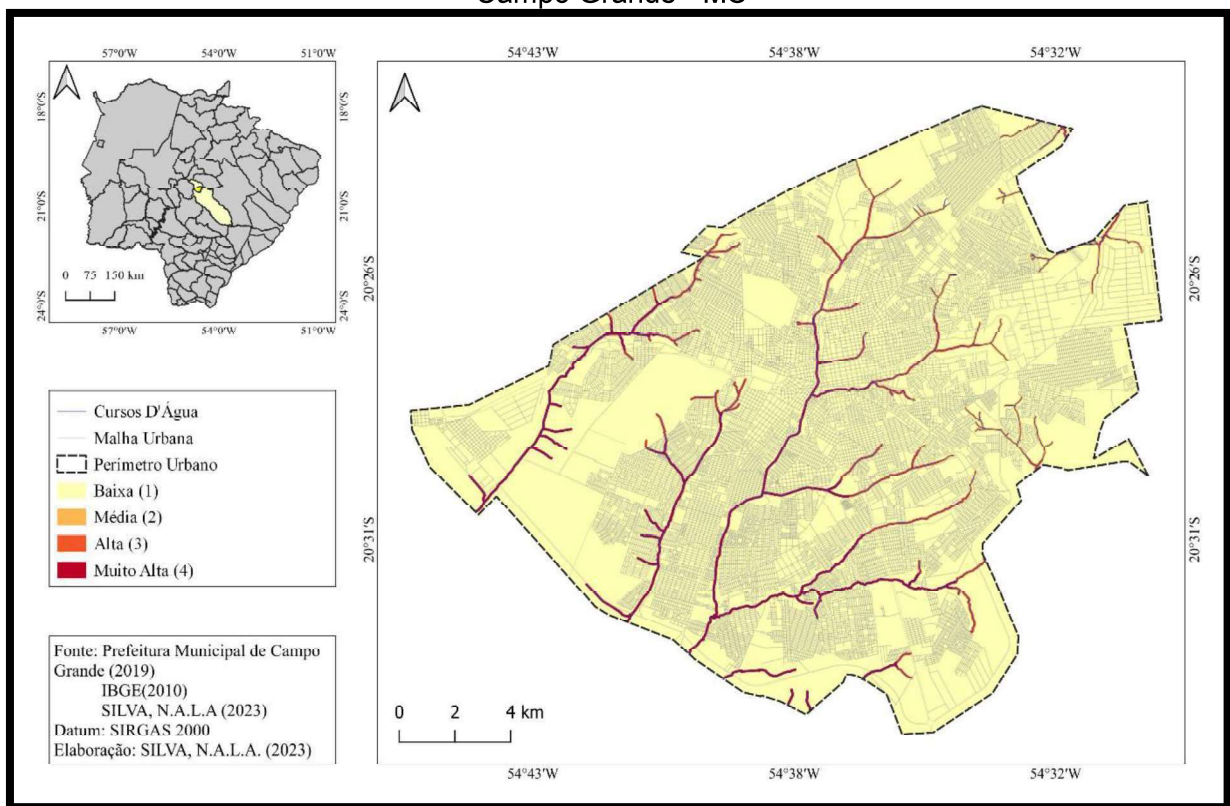 Campo Grande - MS
57°0'W 54°0'W 51°0'W
18°0'S 18°0'S
21°0'S 21°0'S
24°0'S 24°0'S
0 75 150 km
57°0'W 54°0'W 51°0'W
54°43'W 54°38'W 54°32'W
20°26'S 20°26'S
20°31'S 20°31'S
Cursos D'Água
Malha Urbana
Perimetro Urbano
Baixa (1)
Média (2)
Alta (3)
Muito Alta (4)
Fonte: Prefeitura Municipal de Campo
Grande (2019)
IBGE(2010)
SILVA, N.A.L.A (2023)
Datum: SIRGAS 2000
Elaboração: SILVA, N.A.L.A. (2023)
0 2 4 km
54°43'W 54°38'W 54°32'W